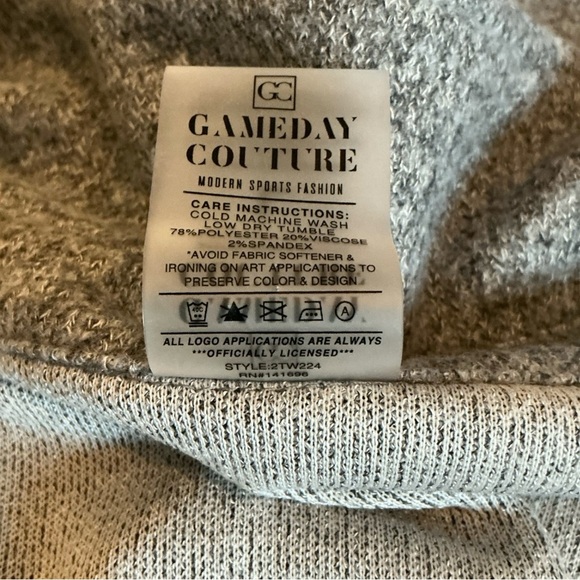 GC
GAMEDAY
COUTURE
MODERN SPORTS FASHION
CARE INSTRUCTIONS:
COLD MACHINE WASH
LOW DRY TUMBLE
78%POLYESTER 20%VISCOSE
2%SPANDEX
*AVOID FABRIC SOFTENER &
IRONING ON ART APPLICATIONS TO
PRESERVE COLOR & DESIGN
A
ALL LOGO APPLICATIONS ARE ALWAYS
***OFFICIALLY LICENSED***
STYLE:2TW224
RN#141696